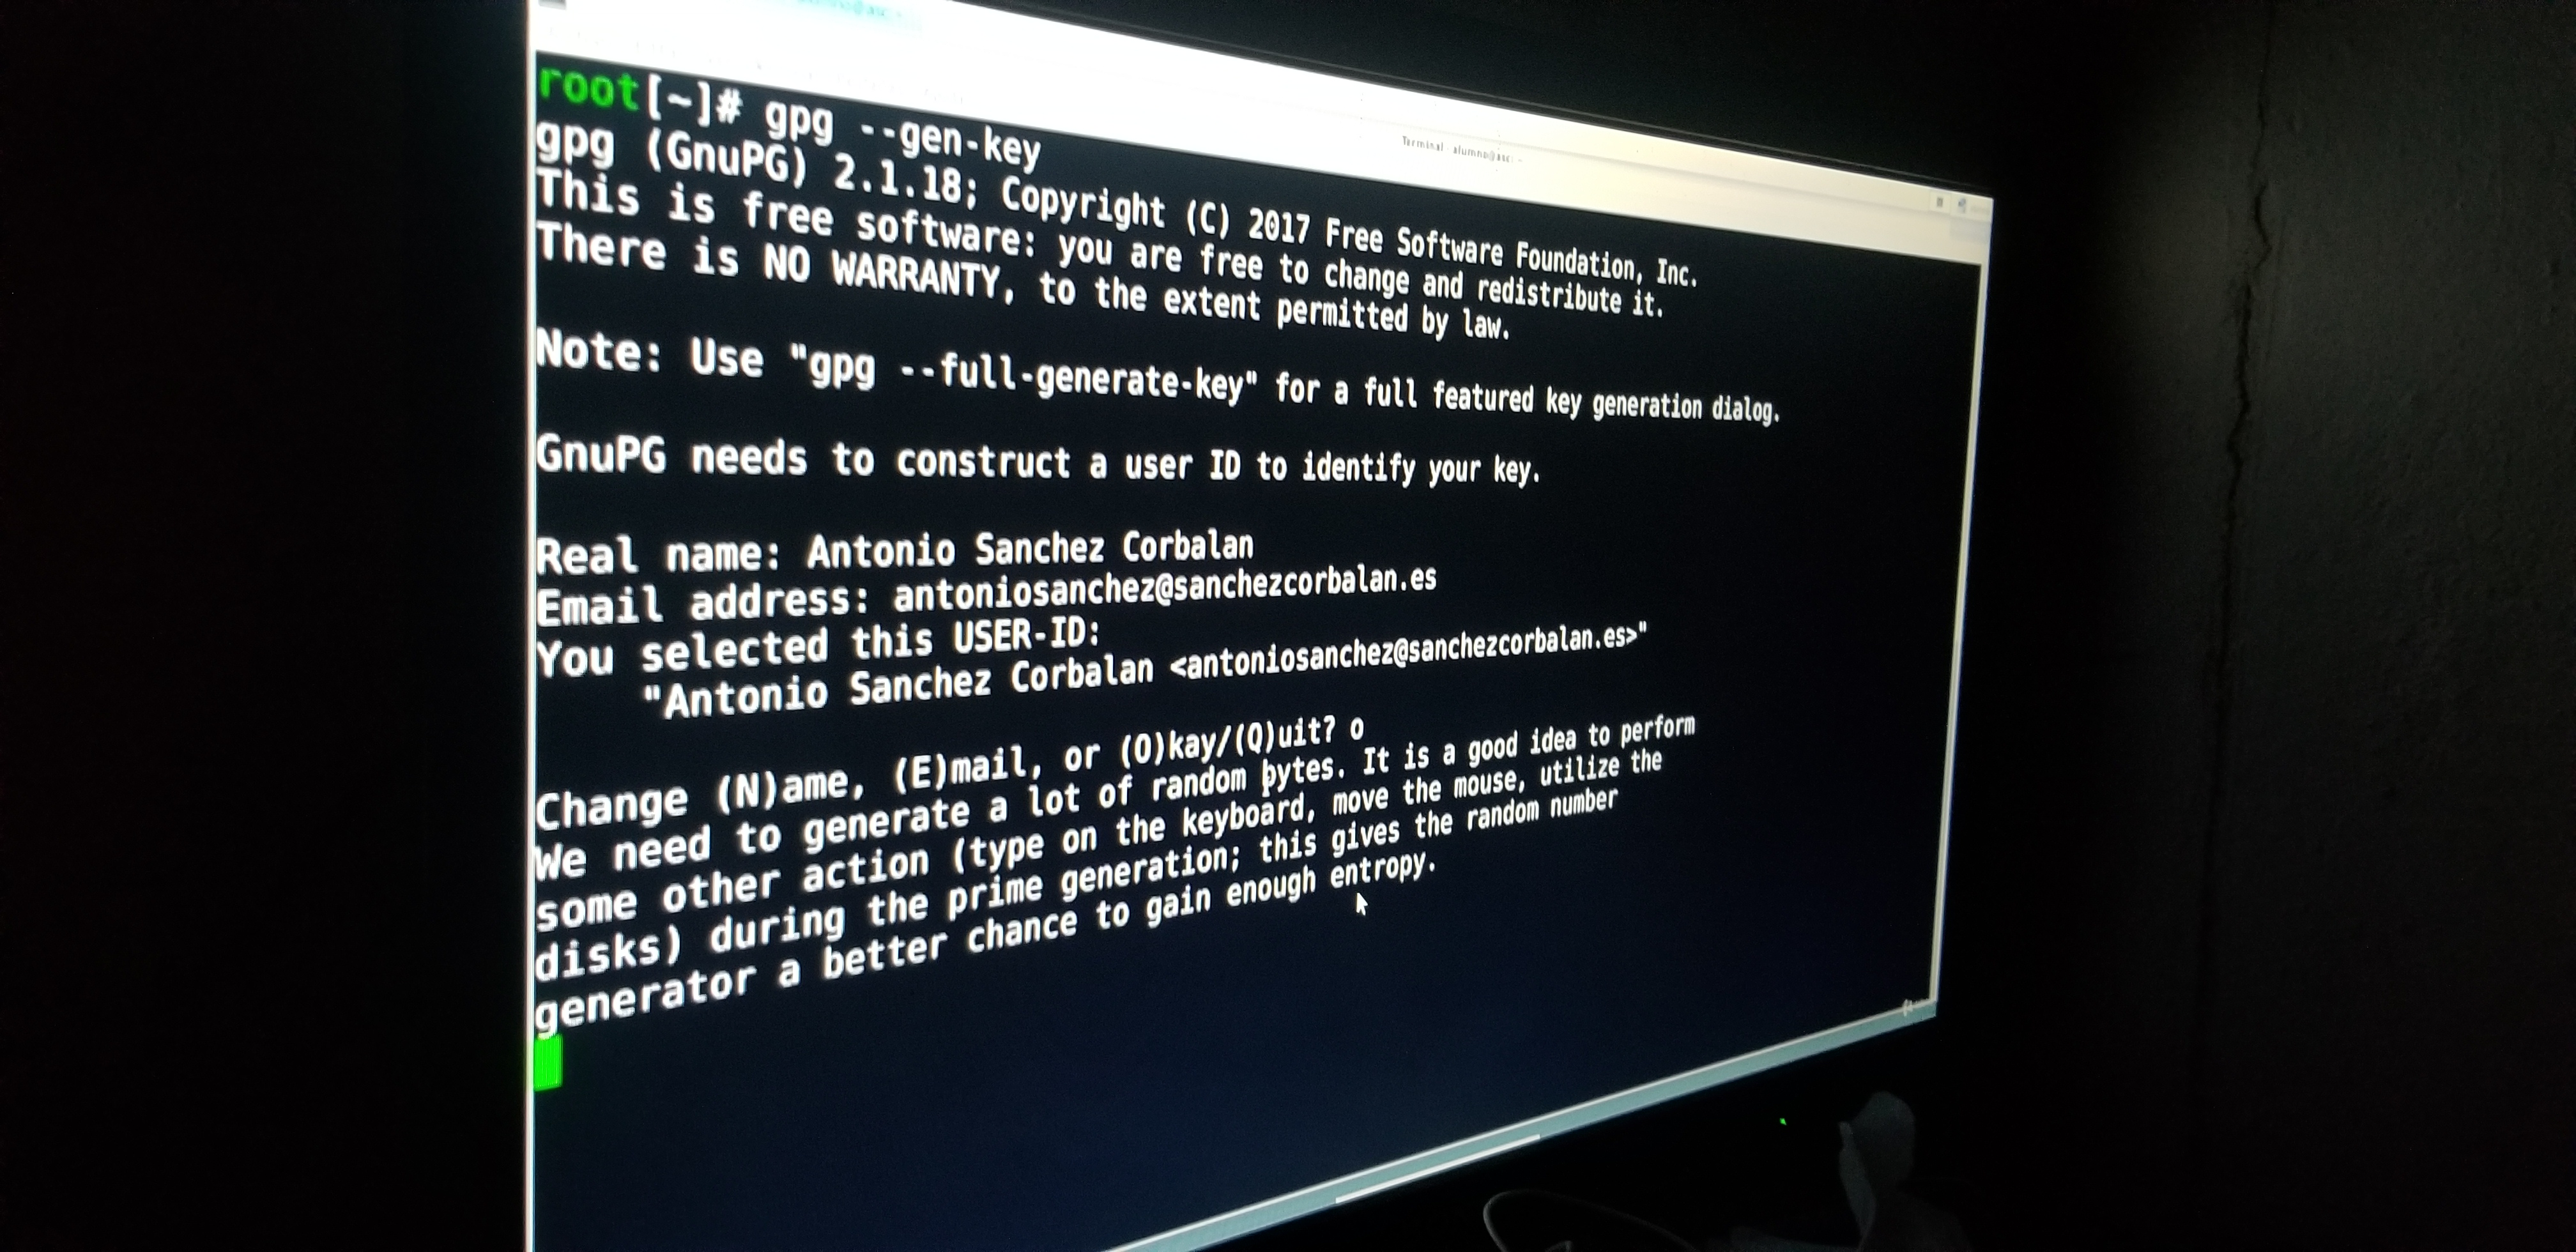 Terminal - alumno@asc: ~
root[~]# gpg --gen-key
gpg (GnuPG) 2.1.18; Copyright (C) 2017 Free Software Foundation, Inc.
This is free software: you are free to change and redistribute it.
There is NO WARRANTY, to the extent permitted by law.
Note: Use "gpg --full-generate-key" for a full featured key generation dialog.
GnuPG needs to construct a user ID to identify your key.
Real name: Antonio Sanchez Corbalan
Email address: antoniosanchez@sanchezcorbalan.es
You selected this USER-ID:
"Antonio Sanchez Corbalan <antoniosanchez@sanchezcorbalan.es>"
Change (N)ame, (E)mail, or (O)kay/(Q)uit? o
We need to generate a lot of random bytes. It is a good idea to perform
some other action (type on the keyboard, move the mouse, utilize the
disks) during the prime generation; this gives the random number
generator a better chance to gain enough entropy.